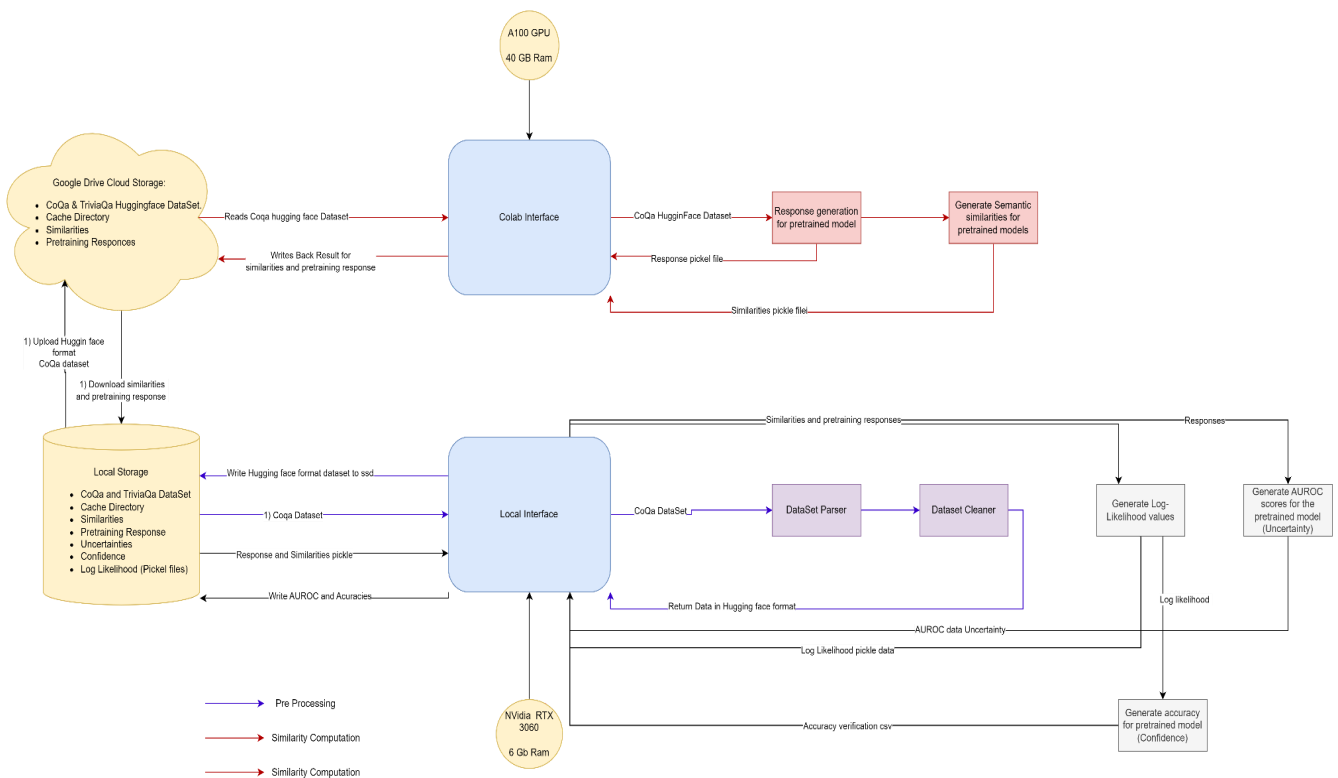 A100 GPU
40 GB Ram
Google Drive Cloud Storage:
CoQa & TriviaQa Huggingface DataSet.
Cache Directory
Similarities
Pretraining Responces
Reads Coqa hugging face Dataset
Colab Interface
CoQa HugginFace Dataset
Response generation
for pretrained model
Generate Semantic
similarities for
pretrained models
Writes Back Result for
similarities and pretraining response
Response pickel file
Similarities pickle filei
1) Upload Huggin face
format
CoQa dataset
1) Download similarities
and pretraining response
Similarities and pretraining responses
Responses
Local Storage
CoQa and TriviaQa DataSet
Cache Directory
Similarities
Pretraining Response
Uncertainties
Confidence
Log Likelihood (Pickel files)
Write Hugging face format dataset to ssd
1) Coqa Dataset
Response and Similarities pickle
Write AUROC and Acuracies
Local Interface
CoQa DataSet
DataSet Parser
Dataset Cleaner
Generate Log-
Likelihood values
Generate AUROC
scores for the
pretrained model
(Uncertainty)
Return Data in Hugging face format
Log likelihood
AUROC data Uncertainty
Log Likelihood pickle data
NVidia RTX
3060
6 Gb Ram
Accuracy verification csv
Generate accuracy
for pretrained model
(Confidence)
Pre Processing
Similarity Computation
Similarity Computation